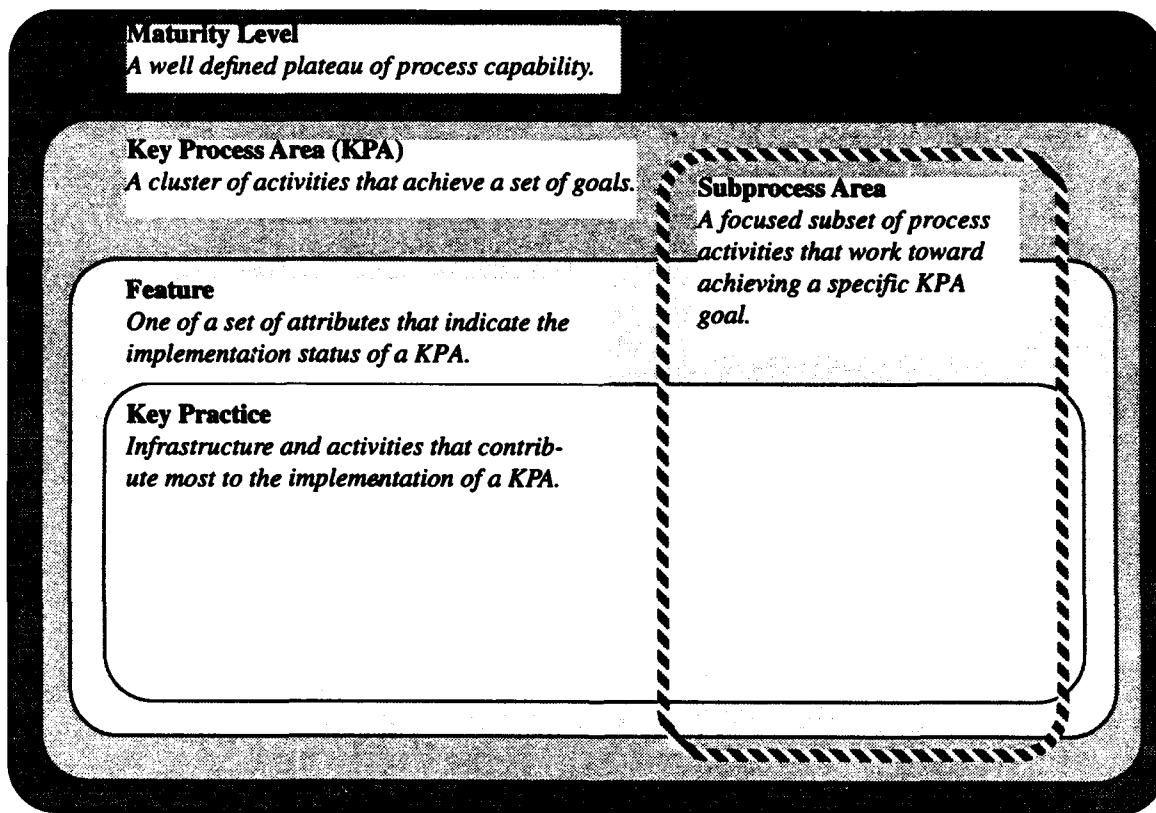 Maturity Level
A well defined plateau of process capability.
Key Process Area (KPA)
A cluster of activities that achieve a set of goals.
Subprocess Area
A focused subset of process
activities that work toward
achieving a specific KPA
goal.
Feature
One of a set of attributes that indicate the
implementation status of a KPA.
Key Practice
Infrastructure and activities that contrib-
ute most to the implementation of a KPA.